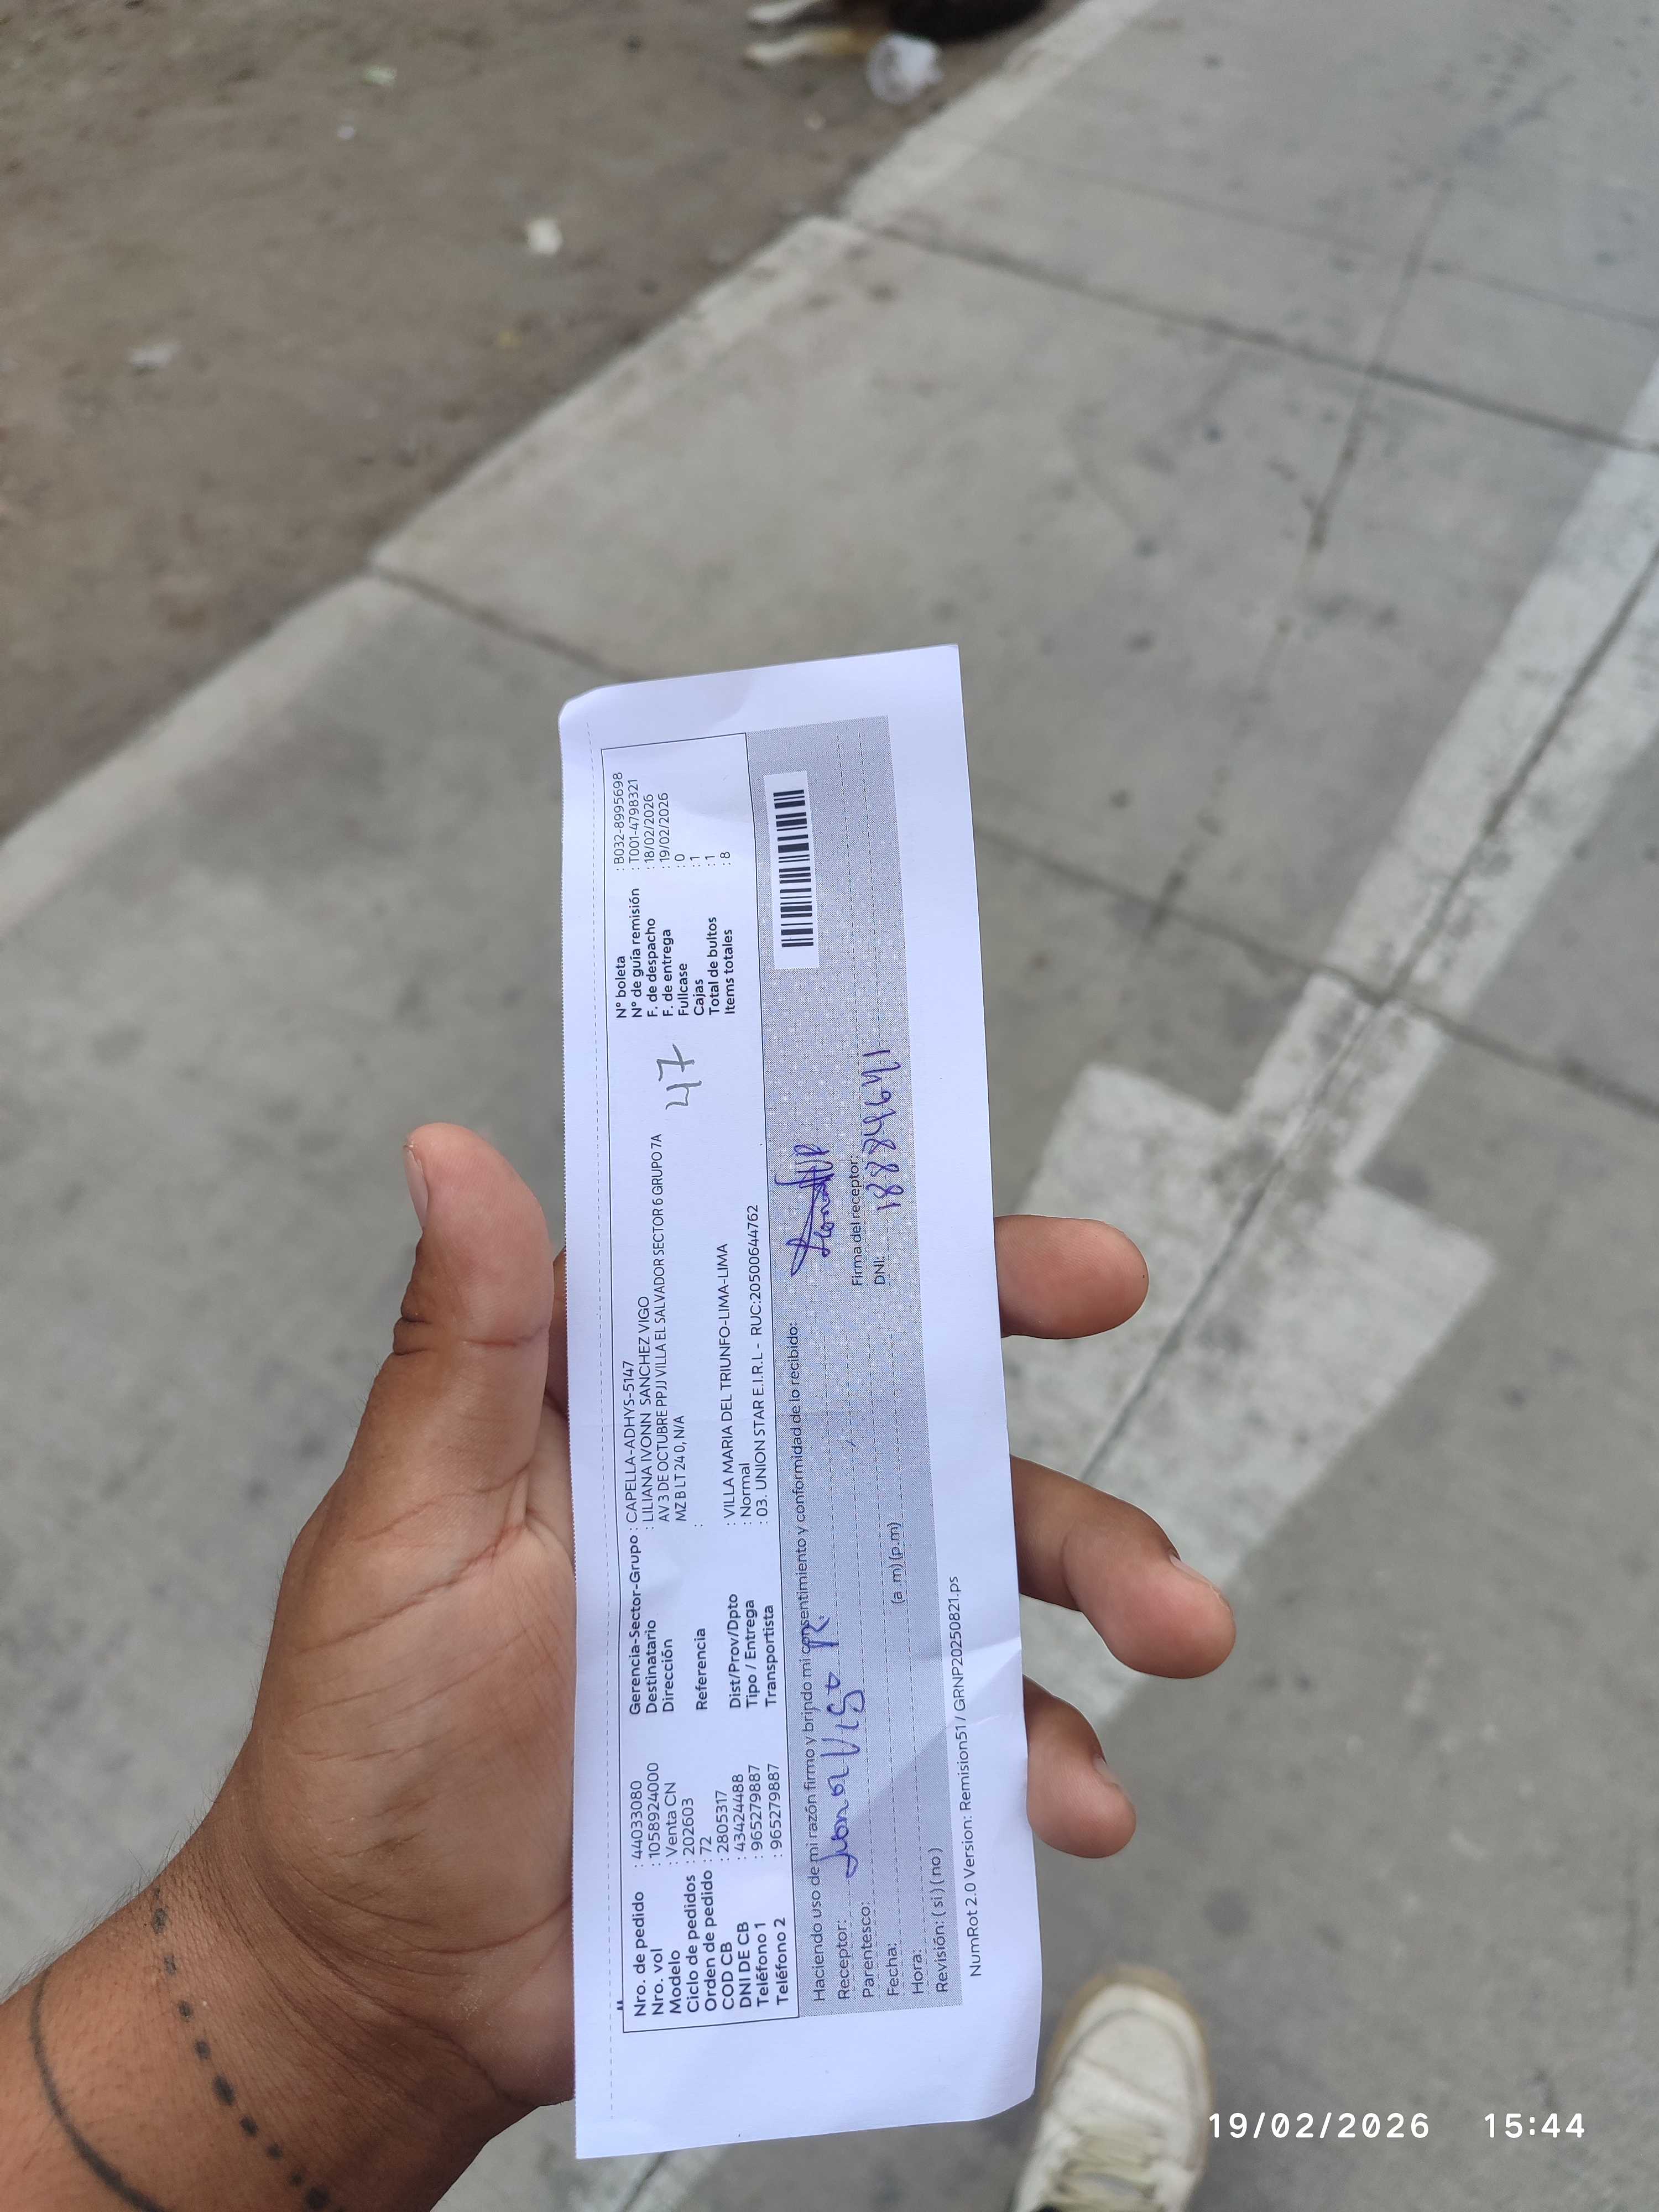 Nro. de pedido : 44033080
Nro. vol : 1058924000
Modelo : Venta CN
Ciclo de pedidos : 202603
Orden de pedido : 72
COD CB : 2805317
DNI DE CB : 43424488
Teléfono 1 : 965279887
Teléfono 2 : 965279887
Gerencia-Sector-Grupo : CAPELLA-ADHYS-5147
Destinatario : LILIANA IVONN SANCHEZ VIGO
Dirección AV 3 DE OCTUBRE PPJJ VILLA EL SALVADOR SECTOR 6 GRUPO 7A
MZ B LT 24 0, N/A
Referencia :
Dist/Prov/Dpto : VILLA MARIA DEL TRIUNFO-LIMA-LIMA
Tipo / Entrega : Normal
Transportista : 03. UNION STAR E.I.R.L - RUC:20500644762
47
N° boleta : B032-8995698
N° de guía remisión : T001-4798321
F. de despacho : 18/02/2026
F. de entrega : 19/02/2026
Fullcase : 0
Cajas : 1
Total de bultos : 1
Items totales : 8
Haciendo uso de mi razón firmo y brindo mi consentimiento y conformidad de lo recibido:
Receptor: Vigo R.
Parentesco:
Fecha:
Hora: (a .m) (p.m)
Revisión: ( si ) ( no )
Firma del receptor:
DNI: 18884641
NumRot 2.0 Version: Remision51 / GRNP20250821.ps
19/02/2026 15:44